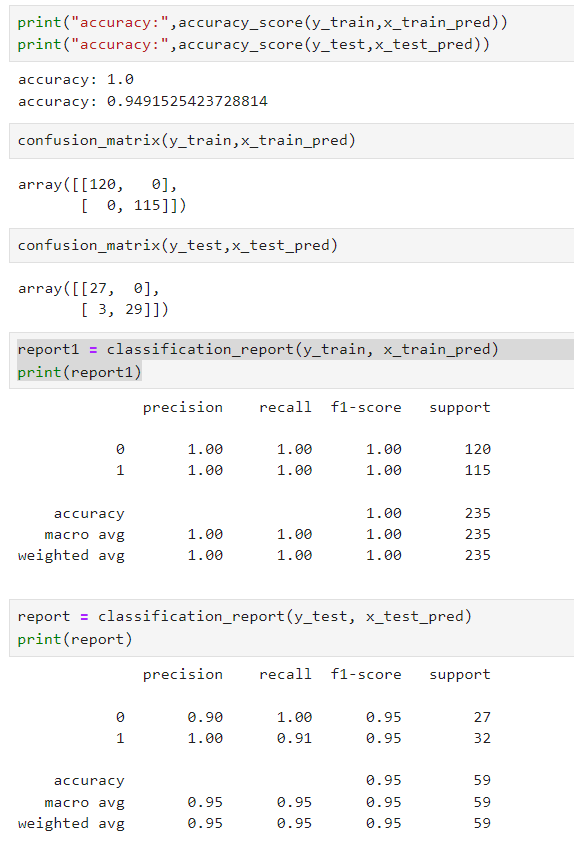 print("accuracy:",accuracy_score(y_train,x_train_pred))
print("accuracy:",accuracy_score(y_test,x_test_pred))
accuracy: 1.0
accuracy: 0.9491525423728814
confusion_matrix(y_train,x_train_pred)
array([[120,   0],
       [  0, 115]])
confusion_matrix(y_test,x_test_pred)
array([[27,  0],
       [ 3, 29]])
report1 = classification_report(y_train, x_train_pred)
print(report1)
              precision    recall  f1-score   support
           0       1.00      1.00      1.00       120
           1       1.00      1.00      1.00       115
    accuracy                           1.00       235
   macro avg       1.00      1.00      1.00       235
weighted avg       1.00      1.00      1.00       235
report = classification_report(y_test, x_test_pred)
print(report)
              precision    recall  f1-score   support
           0       0.90      1.00      0.95        27
           1       1.00      0.91      0.95        32
    accuracy                           0.95        59
   macro avg       0.95      0.95      0.95        59
weighted avg       0.95      0.95      0.95        59